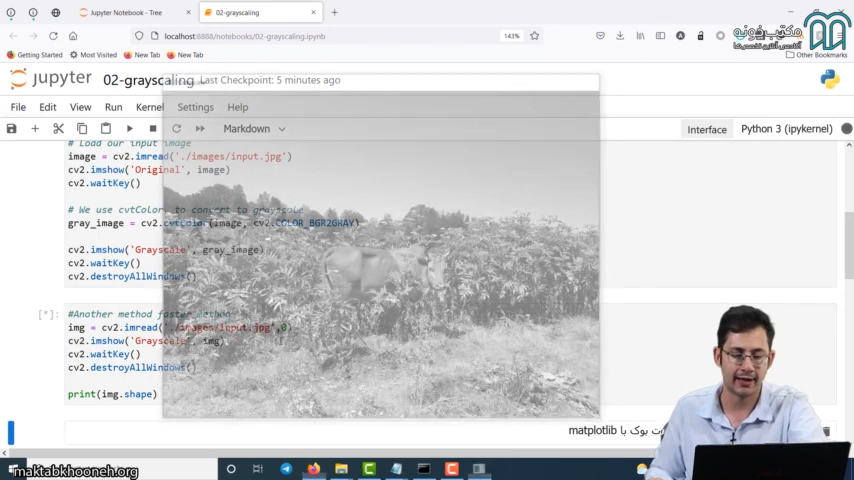 Jupyter Notebook - Tree
02-grayscaling
localhost:8888/notebooks/02-grayscaling.ipynb
143%
Getting Started
Most Visited
New Tab
New Tab
Other Bookmarks
مکتب‌خونه
jupyter
02-grayscaling
Last Checkpoint: 5 minutes ago
File Edit View Run Kernel Settings Help
Markdown
Interface
Python 3 (ipykernel)
# Load our input image
image = cv2.imread('./images/input.jpg')
cv2.imshow('Original', image)
cv2.waitKey()
# We use cvtColor, to convert to grayscale
gray_image = cv2.cvtColor(image, cv2.COLOR_BGR2GRAY)
cv2.imshow('Grayscale', gray_image)
cv2.waitKey()
cv2.destroyAllWindows()
[*]:
#Another method faster method
img = cv2.imread('./images/input.jpg',0)
cv2.imshow('Grayscale', img)
cv2.waitKey()
cv2.destroyAllWindows()
print(img.shape)
بوک با matplotlib
maktabkhooneh.org